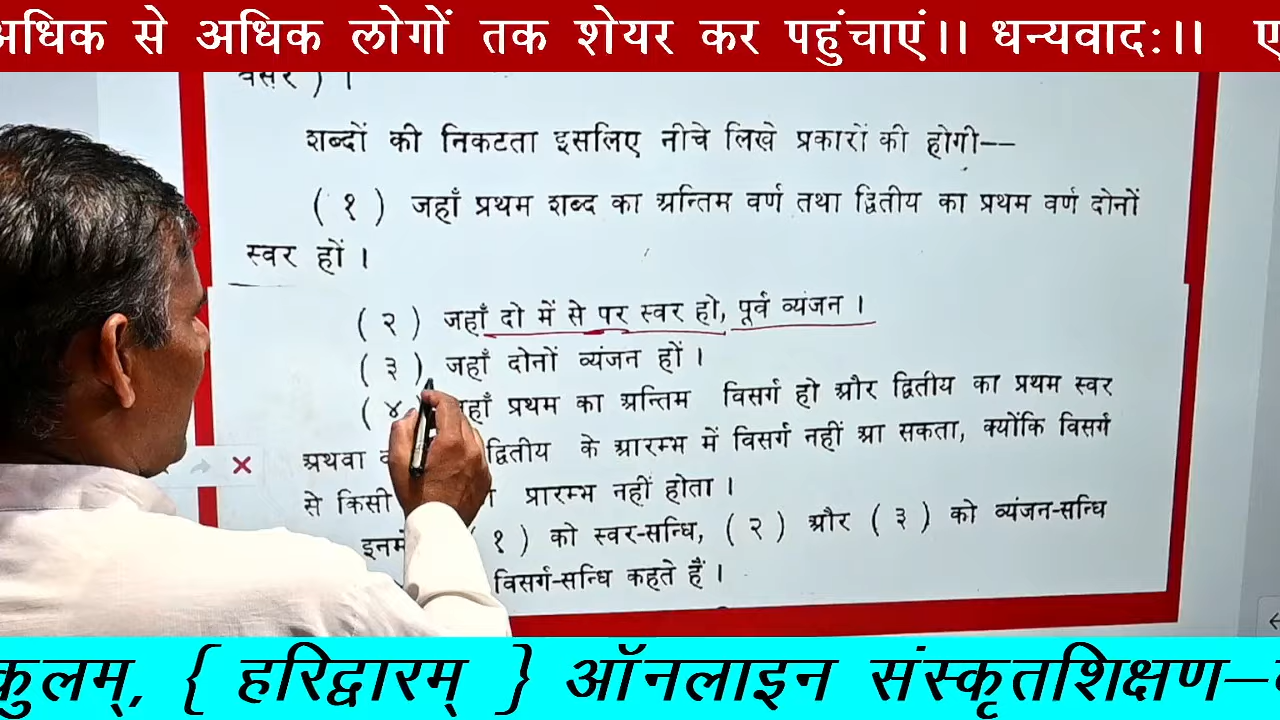 अधिक से अधिक लोगों तक शेयर कर पहुंचाएं।। धन्यवादः।।
शब्दों की निकटता इसलिए नीचे लिखे प्रकारों की होगी--
( १ ) जहाँ प्रथम शब्द का अन्तिम वर्ण तथा द्वितीय का प्रथम वर्ण दोनों
स्वर हों ।
( २ ) जहाँ दो में से पर स्वर हो, पूर्व व्यंजन ।
( ३ ) जहाँ दोनों व्यंजन हों ।
( ४ ) जहाँ प्रथम का अन्तिम विसर्ग हो और द्वितीय का प्रथम स्वर
अथवा द्वितीय के आरम्भ में विसर्ग नहीं आ सकता, क्योंकि विसर्ग
से किसी प्रारम्भ नहीं होता ।
१ ) को स्वर-सन्धि, ( २ ) और ( ३ ) को व्यंजन-सन्धि
विसर्ग-सन्धि कहते हैं ।
कुलम्, { हरिद्वारम् } ऑनलाइन संस्कृतशिक्षण–